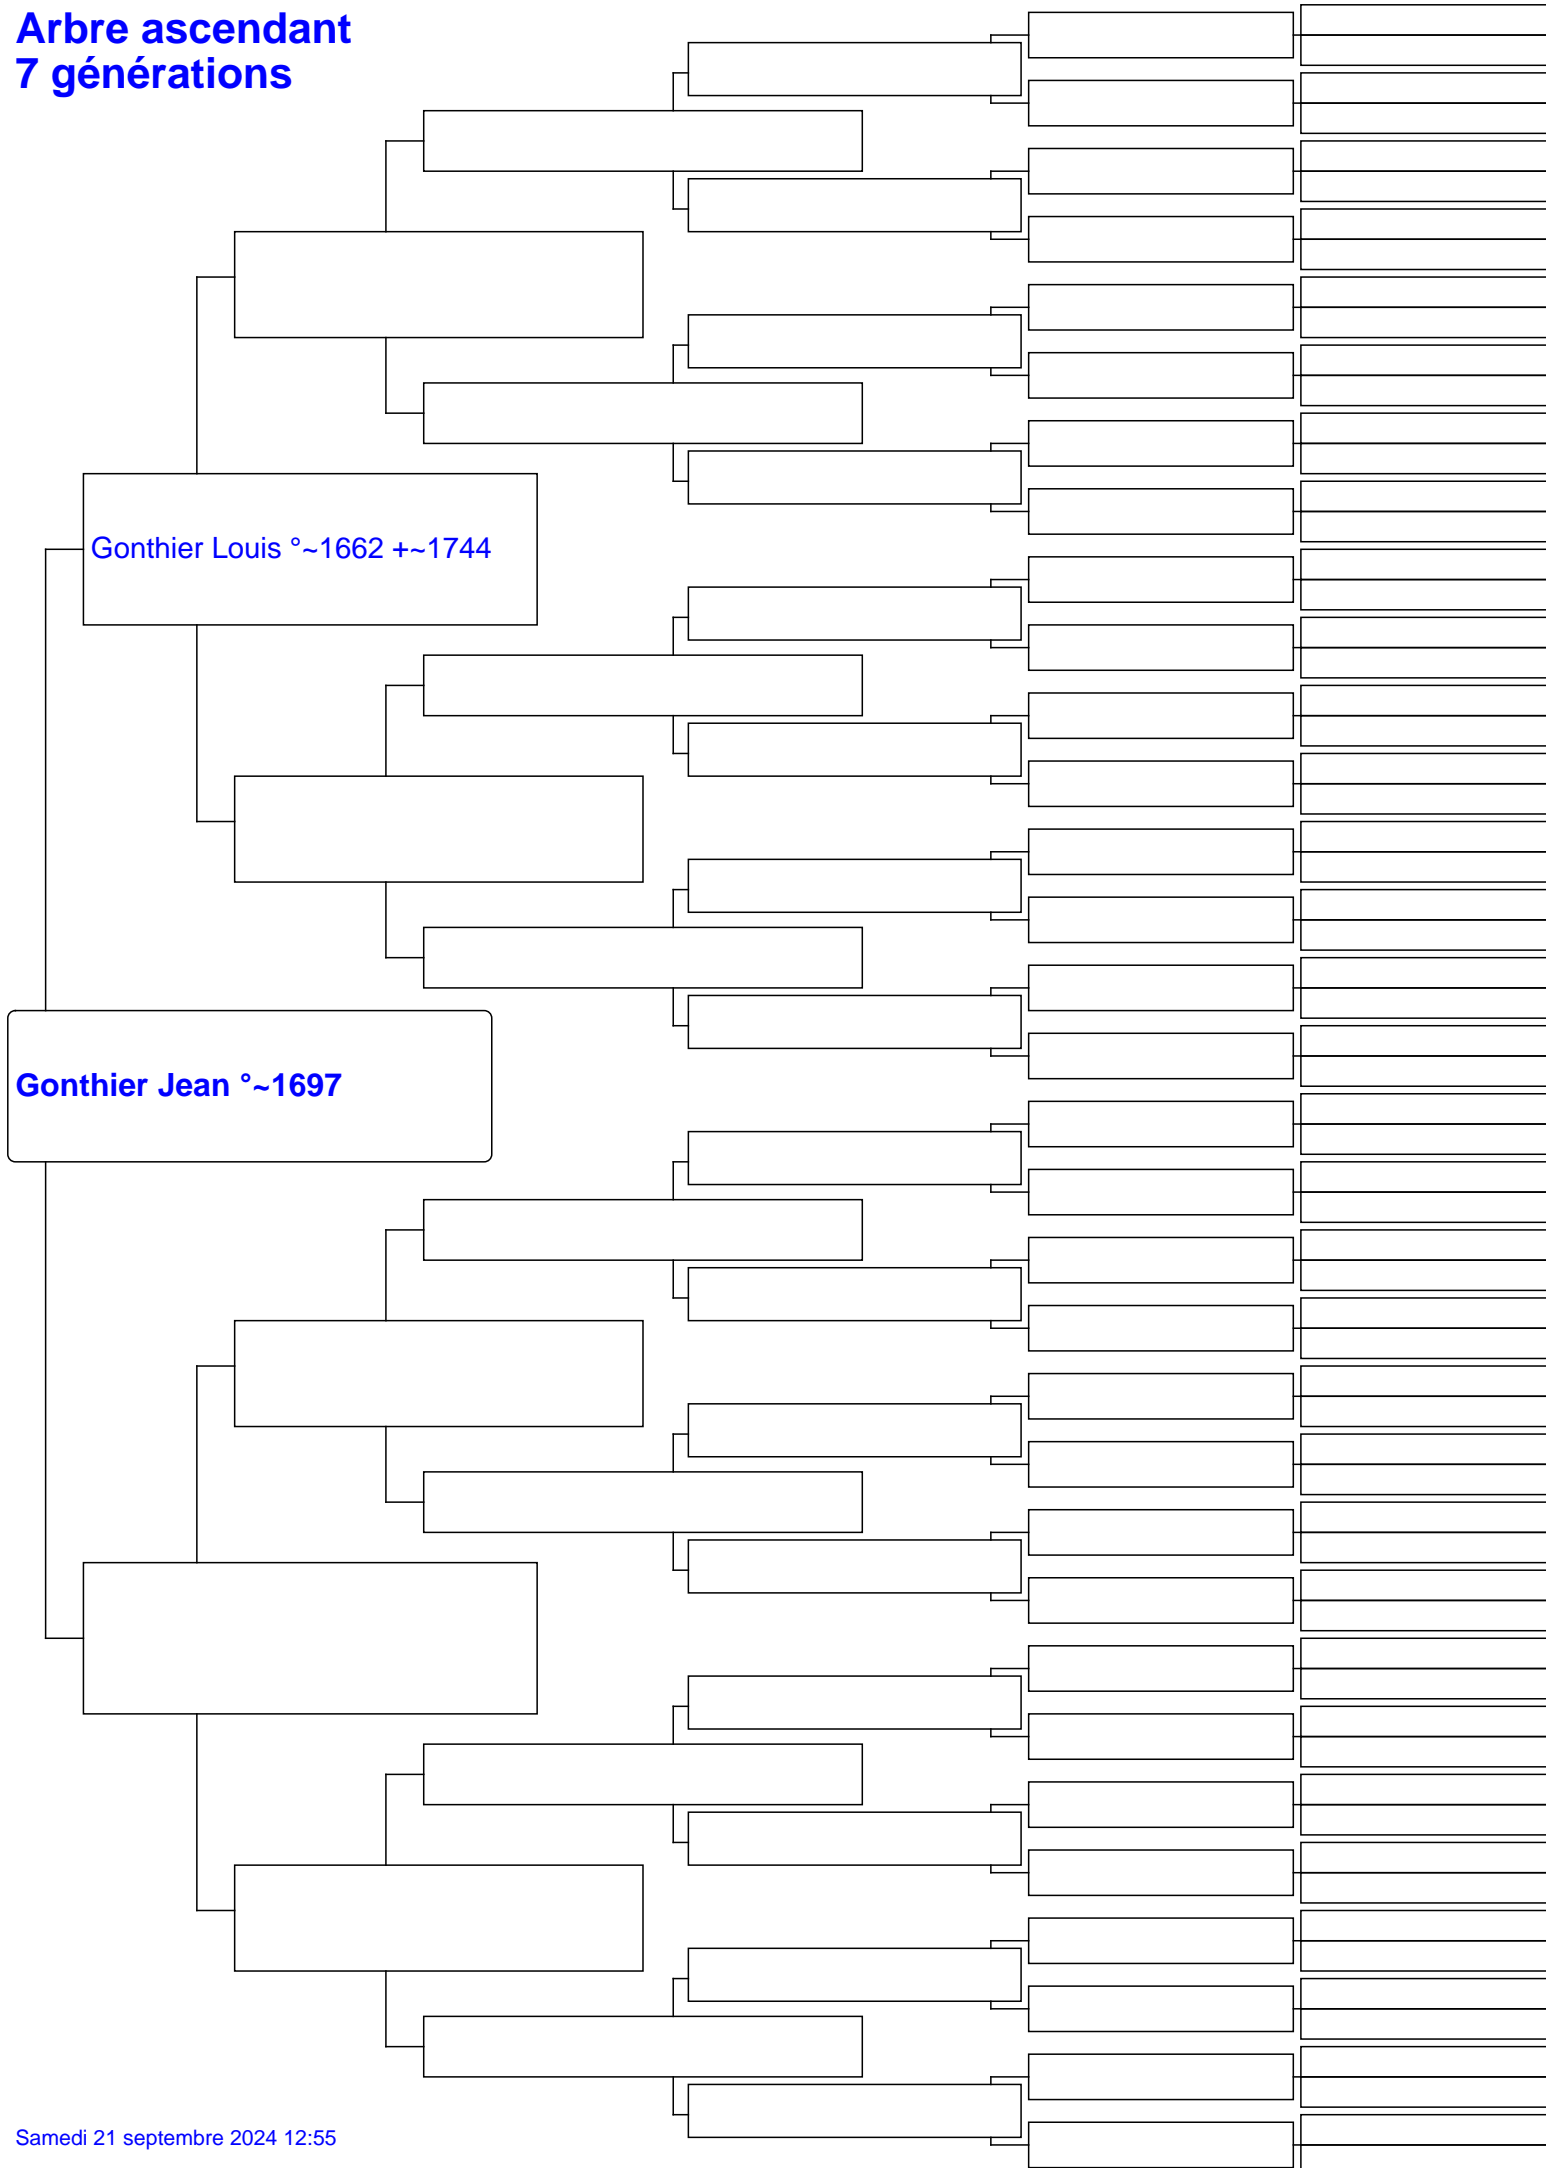 Arbre ascendant
7 générations
Gonthier Louis °~1662 +~1744
Gonthier Jean °~1697
Samedi 21 septembre 2024 12:55